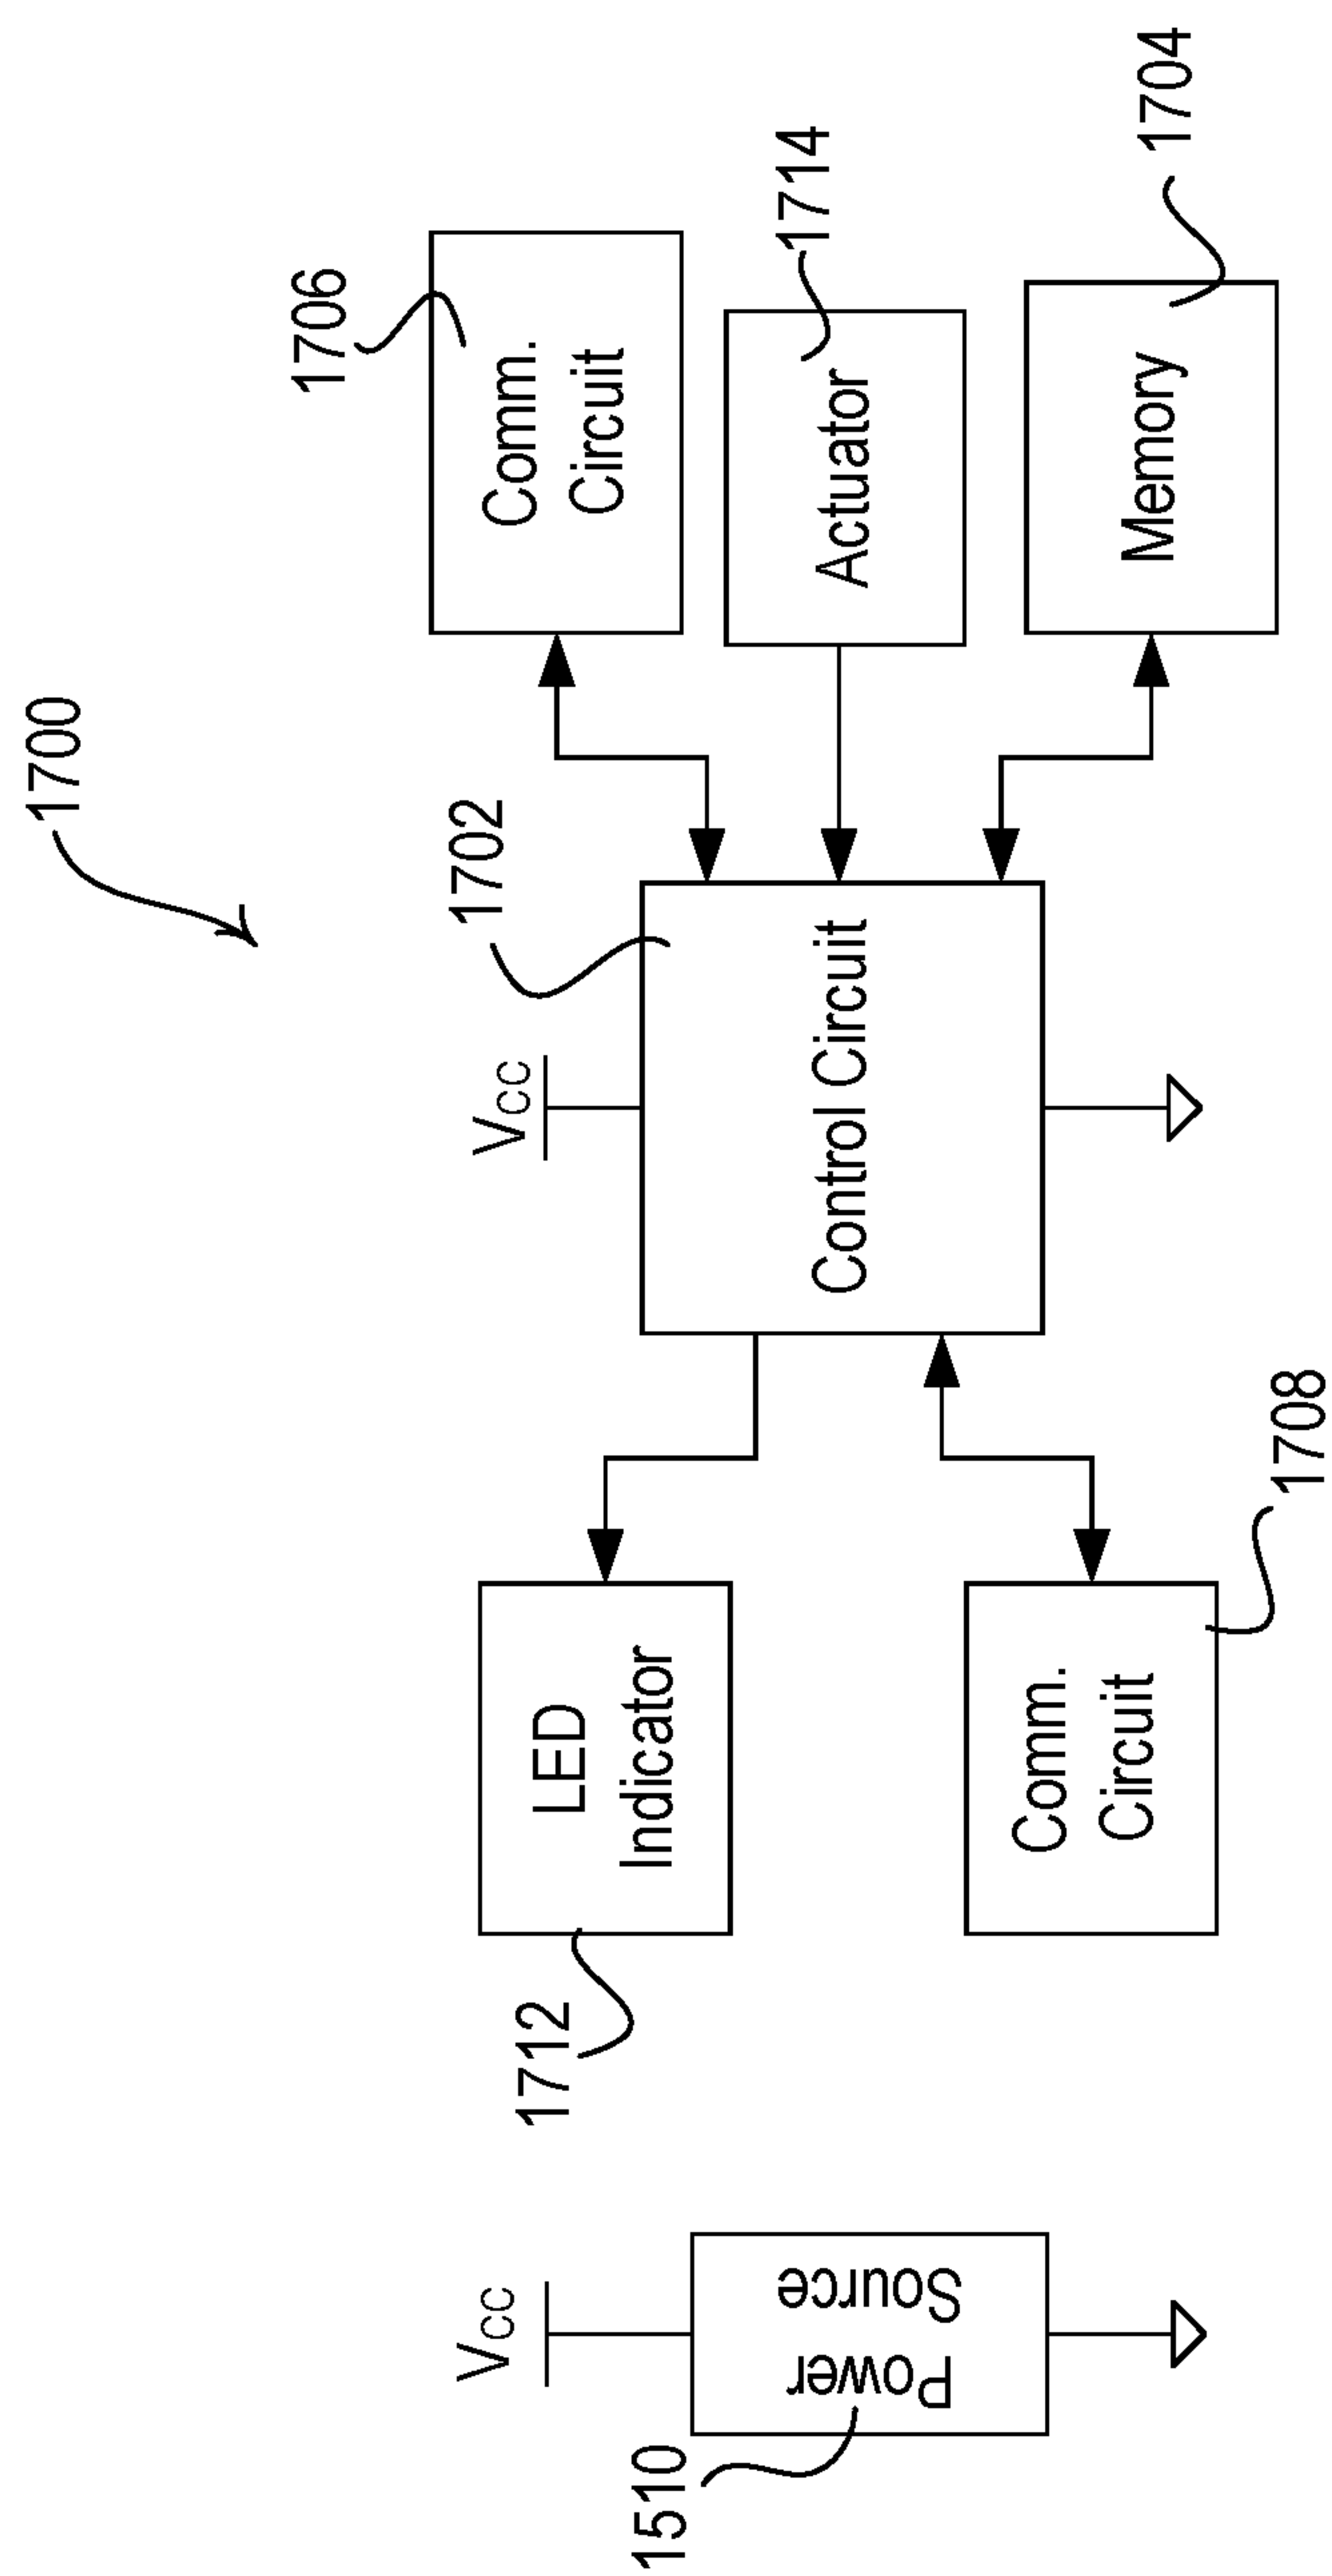 1700
1706
Comm.
Circuit
1714
Actuator
1704
Memory
1702
VCC
Control Circuit
1712
LED
Indicator
1708
Comm.
Circuit
VCC
1510
Power
Source